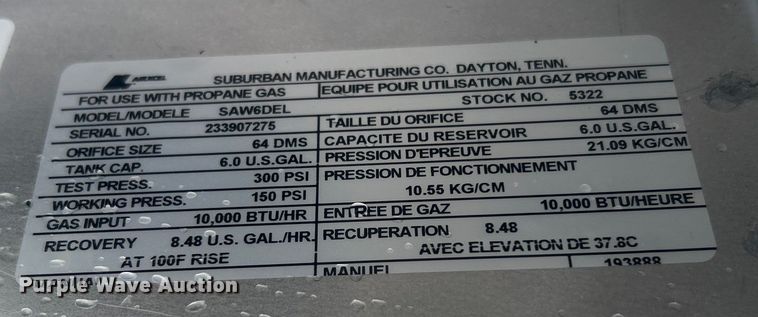 AIRXCEL
SUBURBAN MANUFACTURING CO. DAYTON, TENN.
FOR USE WITH PROPANE GAS EQUIPE POUR UTILISATION AU GAZ PROPANE
MODEL/MODELE SAW6DEL STOCK NO. 5322
SERIAL NO. 233907275 TAILLE DU ORIFICE 64 DMS
ORIFICE SIZE 64 DMS CAPACITE DU RESERVOIR 6.0 U.S.GAL.
TANK CAP. 6.0 U.S.GAL. PRESSION D'EPREUVE 21.09 KG/CM
TEST PRESS. 300 PSI PRESSION DE FONCTIONNEMENT
WORKING PRESS. 150 PSI 10.55 KG/CM
GAS INPUT 10,000 BTU/HR ENTREE DE GAZ 10,000 BTU/HEURE
RECOVERY 8.48 U.S. GAL./HR. RECUPERATION 8.48
AT 100F RISE AVEC ELEVATION DE 37.8C
MANUEL 193888
Purple Wave Auction